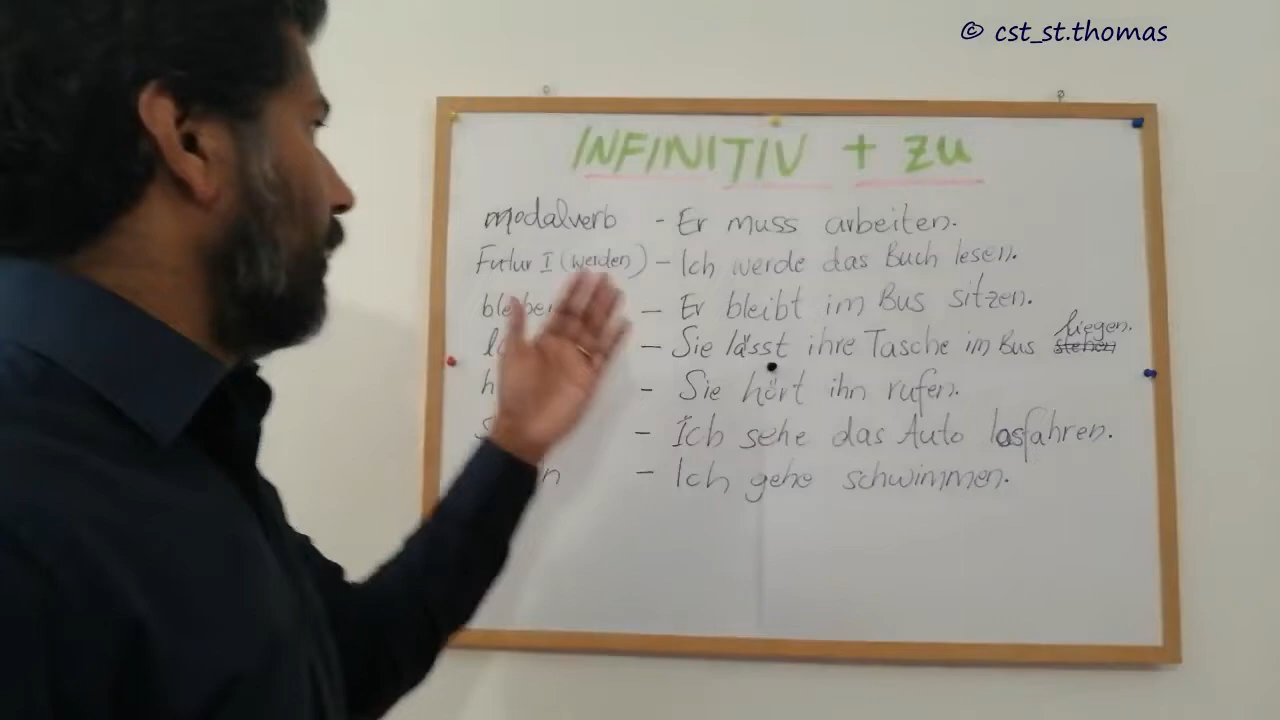 © cst_st.thomas
INFINITIV + ZU
modalverb - Er muss arbeiten.
Futur I (werden) - Ich werde das Buch lesen.
- Er bleibt im Bus sitzen.
- Sie lässt ihre Tasche im Bus stehen liegen.
- Sie hört ihn rufen.
- Ich sehe das Auto losfahren.
- Ich gehe schwimmen.